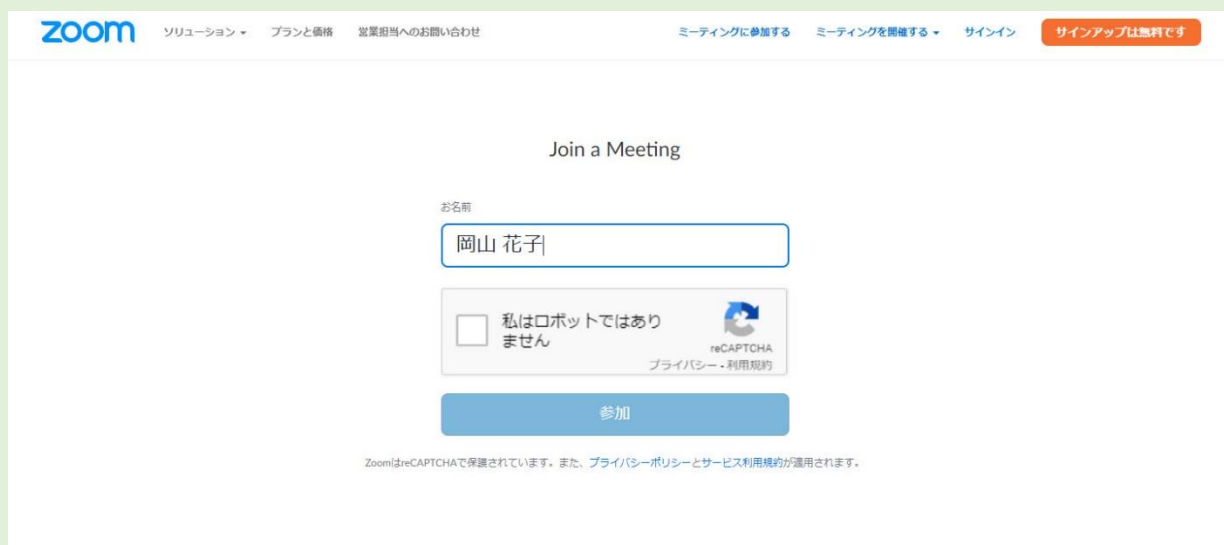 zoom ソリューション プランと価格 営業担当へのお問い合わせ ミーティングに参加する ミーティングを開催する サインイン サインアップは無料です
Join a Meeting
お名前
岡山 花子
私はロボットではあり
ません
reCAPTCHA
プライバシー - 利用規約
参加
ZoomはreCAPTCHAで保護されています。また、プライバシーポリシーとサービス利用規約が適用されます。